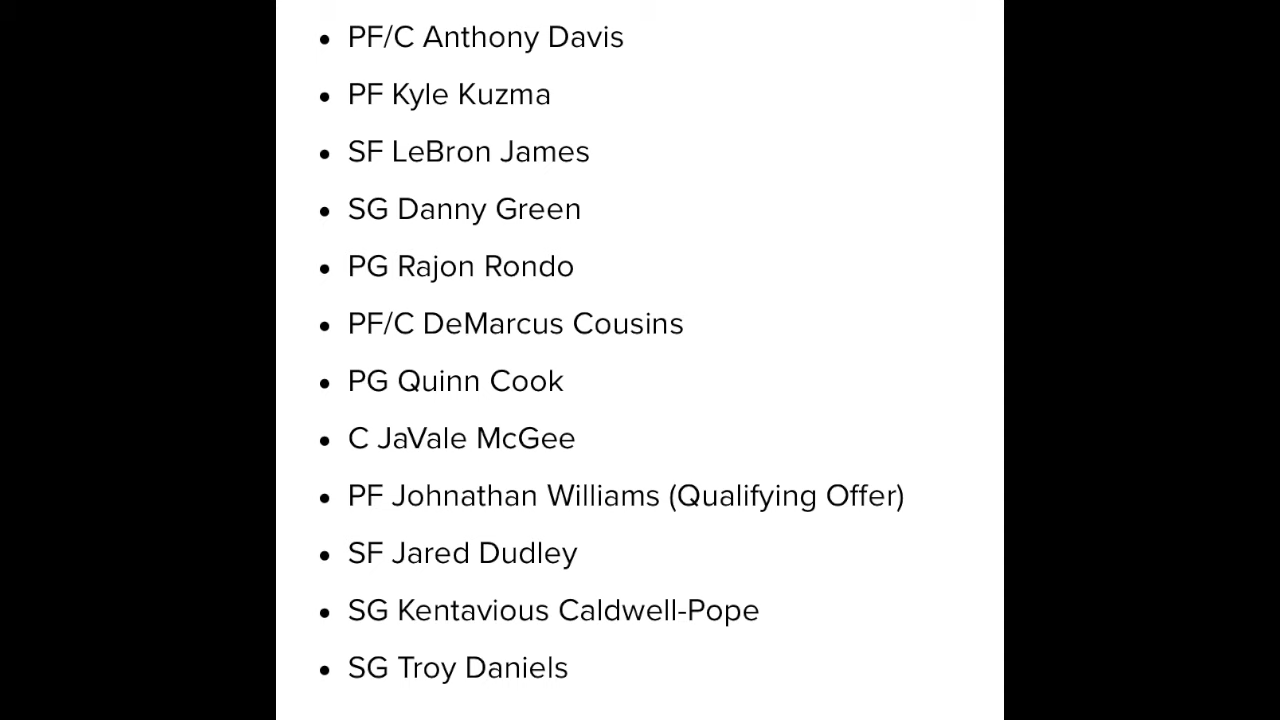 • PF/C Anthony Davis
• PF Kyle Kuzma
• SF LeBron James
• SG Danny Green
• PG Rajon Rondo
• PF/C DeMarcus Cousins
• PG Quinn Cook
• C JaVale McGee
• PF Johnathan Williams (Qualifying Offer)
• SF Jared Dudley
• SG Kentavious Caldwell-Pope
• SG Troy Daniels